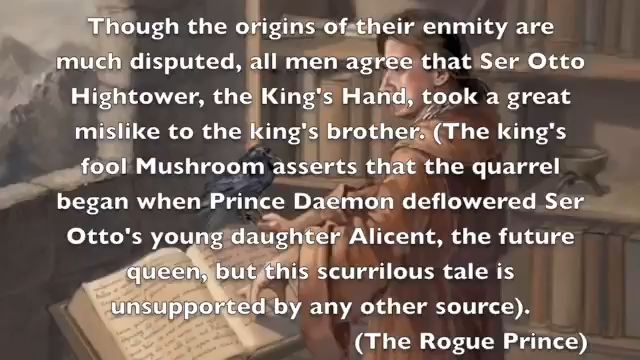 Though the origins of their enmity are
much disputed, all men agree that Ser Otto
Hightower, the King's Hand, took a great
mislike to the king's brother. (The king's
fool Mushroom asserts that the quarrel
began when Prince Daemon deflowered Ser
Otto's young daughter Alicent, the future
queen, but this scurrilous tale is
unsupported by any other source).
(The Rogue Prince)